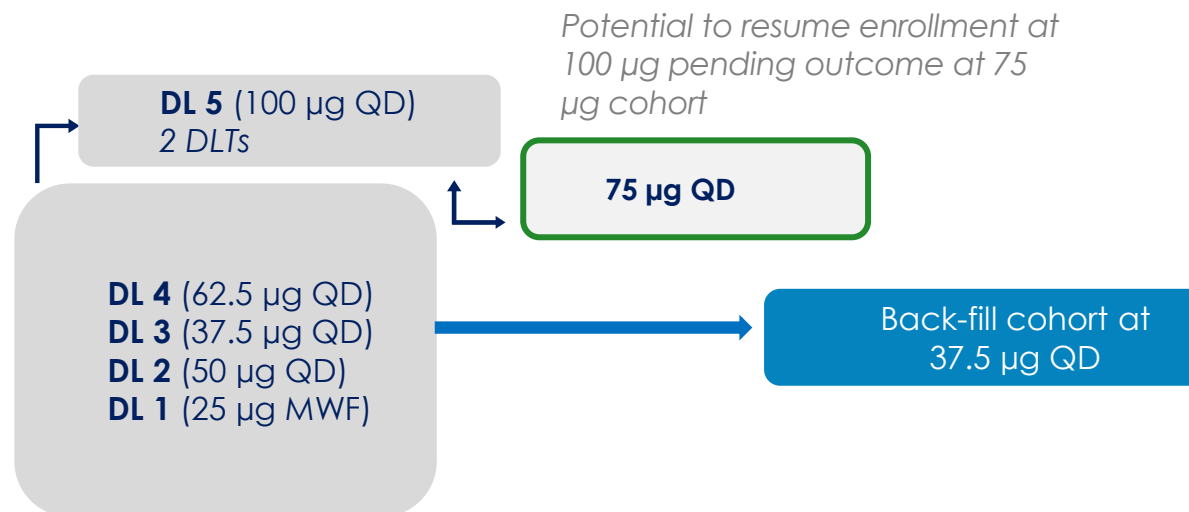 Potential to resume enrollment at
100 µg pending outcome at 75
µg cohort
DL 5 (100 µg QD)
2 DLTs
75 µg QD
DL 4 (62.5 µg QD)
DL 3 (37.5 µg QD)
DL 2 (50 µg QD)
DL 1 (25 µg MWF)
Back-fill cohort at
37.5 µg QD